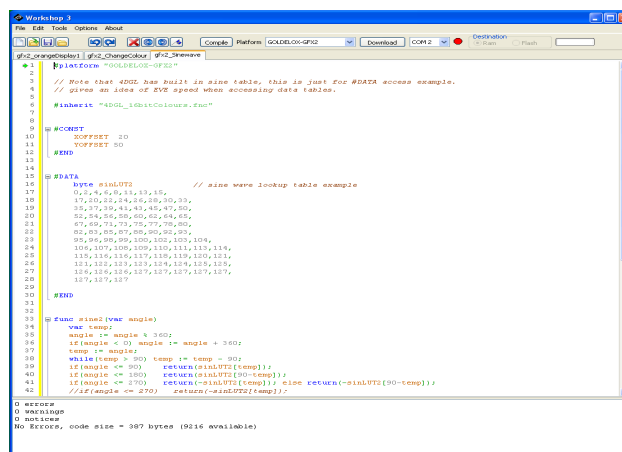 Workshop 3
File Edit Tools Options About
Compile Platform GOLDELOX-GFX2 Download COM 2 Destination Ram Flash
gfx2_orangeDisplay1 gfx2_ChangeColour gfx2_Sinewave
1 #platform "GOLDELOX-GFX2"
2
3 // Note that 4DGL has built in sine table, this is just for #DATA access example.
4 // gives an idea of EVE speed when accessing data tables.
5
6 #inherit "4DGL_16bitColours.fnc"
7
8
9 #CONST
10 XOFFSET 20
11 YOFFSET 50
12 #END
13
14
15 #DATA
16 byte sinLUT2 // sine wave lookup table example
17 0,2,4,6,8,11,13,15,
18 17,20,22,24,26,28,30,33,
19 35,37,39,41,43,45,47,50,
20 52,54,56,58,60,62,64,65,
21 67,69,71,73,75,77,78,80,
22 82,83,85,87,88,90,92,93,
23 95,96,98,99,100,102,103,104,
24 106,107,108,109,110,111,113,114,
25 115,116,116,117,118,119,120,121,
26 121,122,123,123,124,124,125,125,
27 126,126,126,127,127,127,127,127,
28 127,127,127
29
30 #END
31
32
33 func sine2(var angle)
34 var temp;
35 angle := angle % 360;
36 if(angle < 0) angle := angle + 360;
37 temp := angle;
38 while(temp > 90) temp := temp - 90;
39 if(angle <= 90) return(sinLUT2[temp]);
40 if(angle <= 180) return(sinLUT2[90-temp]);
41 if(angle <= 270) return(-sinLUT2[temp]); else return(-sinLUT2[90-temp]);
42 //if(angle <= 270) return(-sinLUT2[temp]);
0 errors
0 warnings
0 notices
No Errors, code size = 387 bytes (9216 available)